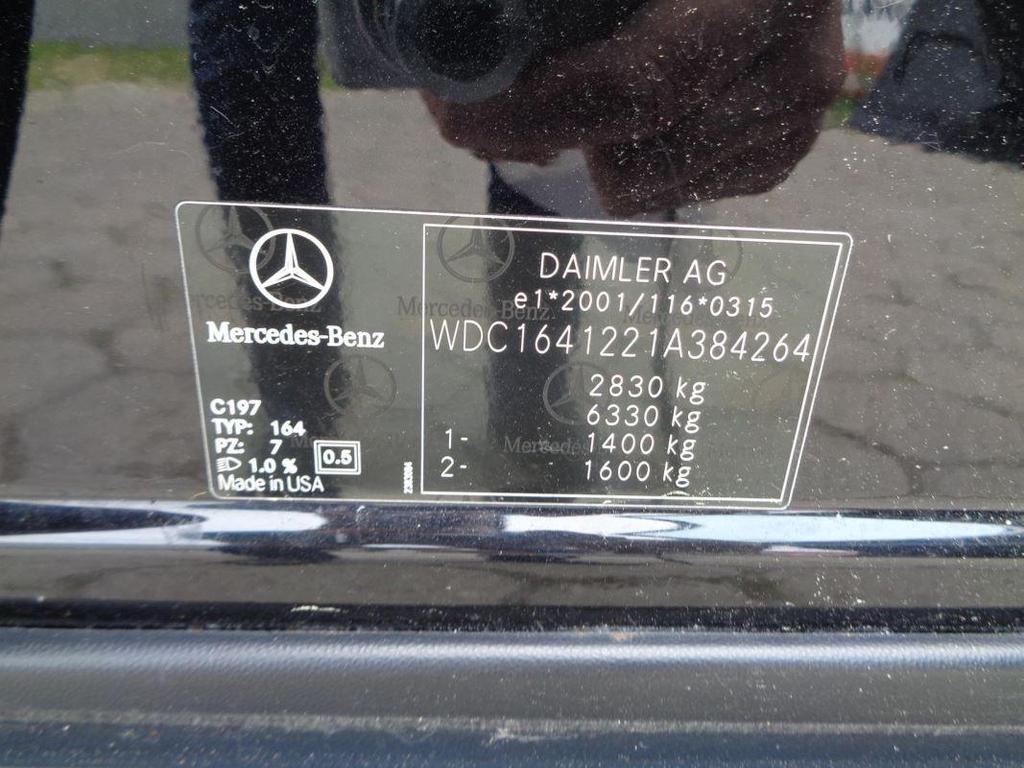 Mercedes-Benz
C197
TYP: 164
PZ: 7
1.0 %
0.5
Made in USA
DAIMLER AG
e1*2001/116*0315
WDC1641221A384264
2830 kg
6330 kg
1- 1400 kg
2- 1600 kg